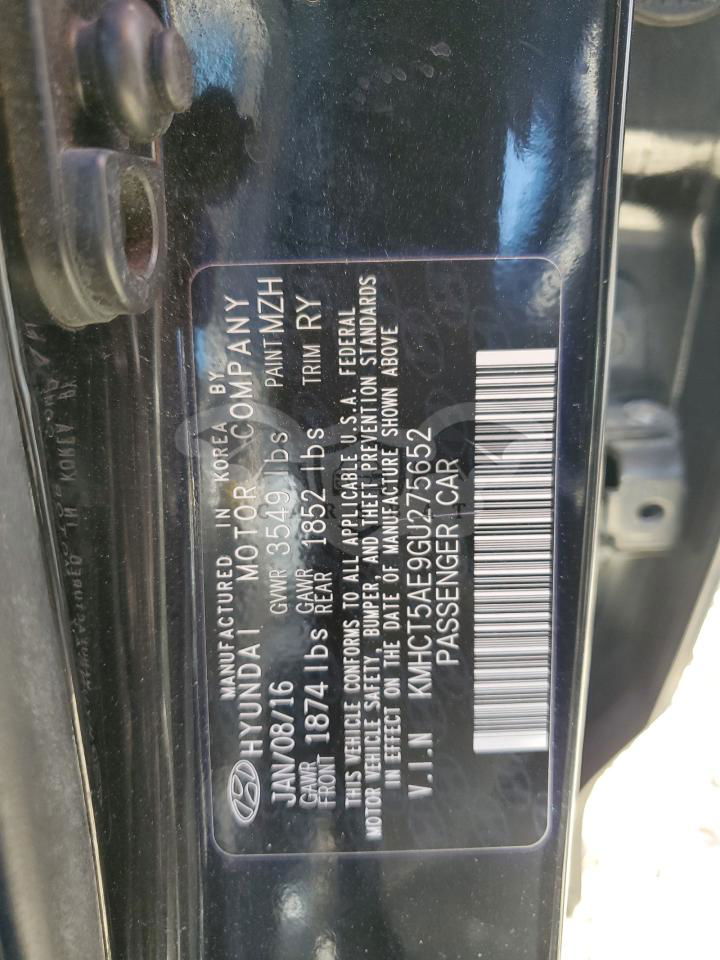 MANUFACTURED IN KOREA BY
HYUNDAI MOTOR COMPANY
JAN/08/16 GVWR 3549 lbs PAINT MZH
GAWR FRONT 1874 lbs GAWR REAR 1852 lbs TRIM RY
THIS VEHICLE CONFORMS TO ALL APPLICABLE U.S.A. FEDERAL
MOTOR VEHICLE SAFETY, BUMPER, AND THEFT PREVENTION STANDARDS
IN EFFECT ON THE DATE OF MANUFACTURE SHOWN ABOVE
V.I.N KMHCT5AE9GU275652
PASSENGER CAR